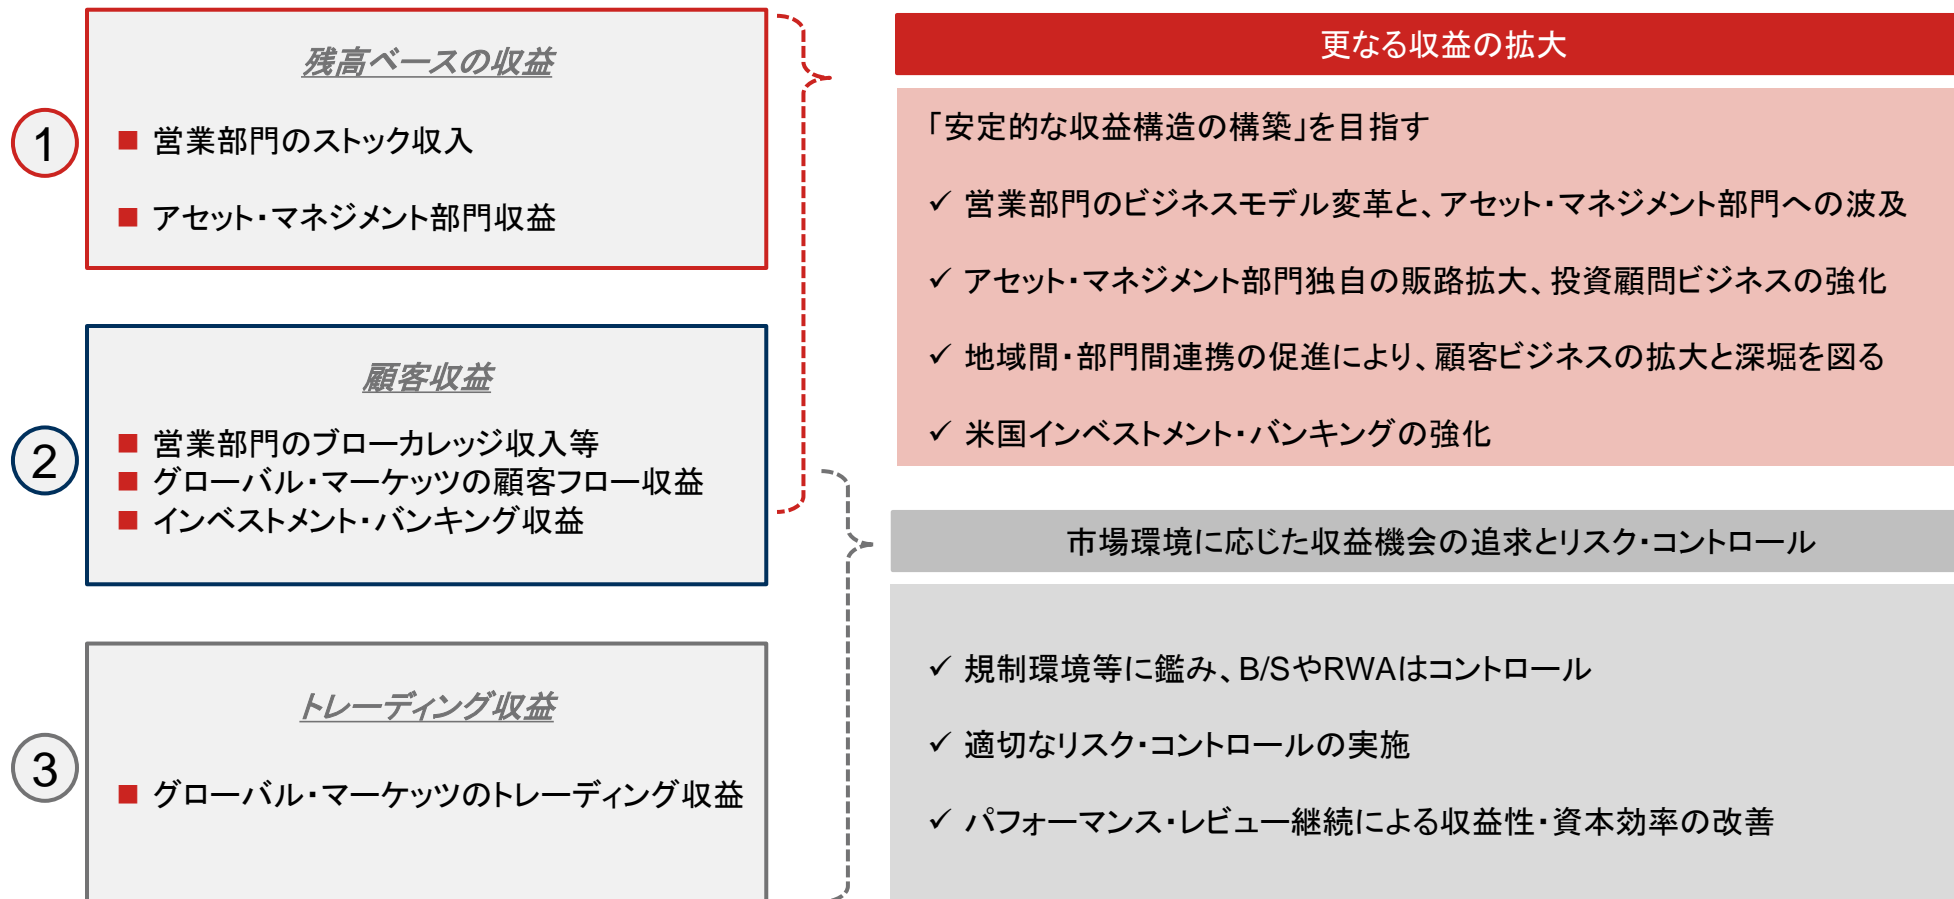 1
残高ベースの収益
■ 営業部門のストック収入
■ アセット・マネジメント部門収益
2
顧客収益
■ 営業部門のブローカレッジ収入等
■ グローバル・マーケッツの顧客フロー収益
■ インベストメント・バンキング収益
3
トレーディング収益
■ グローバル・マーケッツのトレーディング収益
更なる収益の拡大
「安定的な収益構造の構築」を目指す
✓ 営業部門のビジネスモデル変革と、アセット・マネジメント部門への波及
✓ アセット・マネジメント部門独自の販路拡大、投資顧問ビジネスの強化
✓ 地域間・部門間連携の促進により、顧客ビジネスの拡大と深堀を図る
✓ 米国インベストメント・バンキングの強化
市場環境に応じた収益機会の追求とリスク・コントロール
✓ 規制環境等に鑑み、B/SやRWAはコントロール
✓ 適切なリスク・コントロールの実施
✓ パフォーマンス・レビュー継続による収益性・資本効率の改善